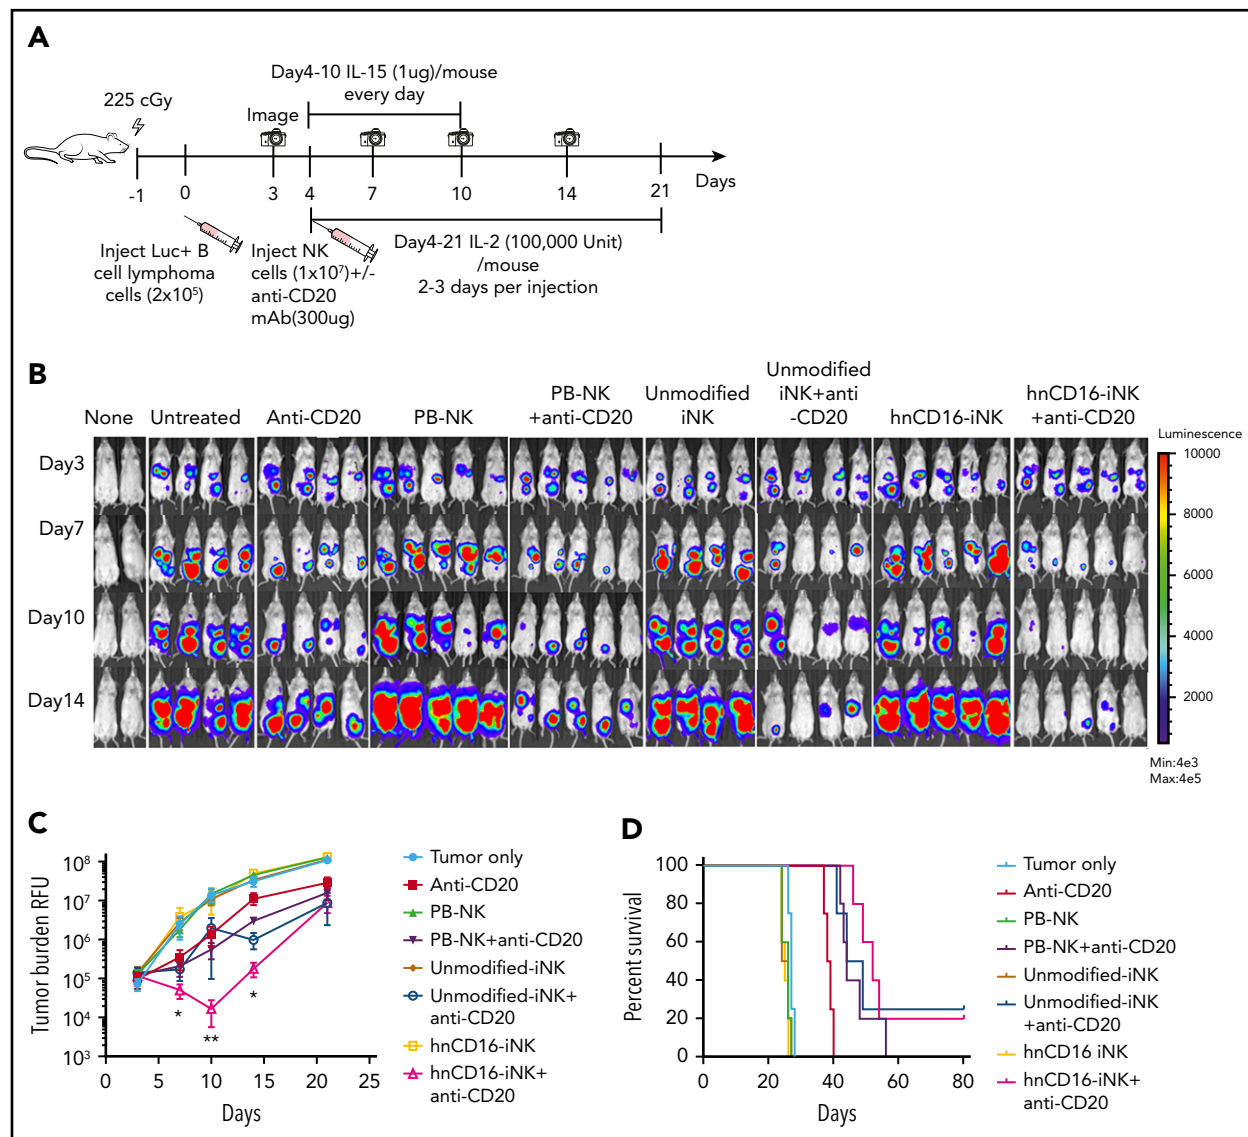 A
Day4-10 IL-15 (1ug)/mouse
every day
225 cGy
Image
-1
0
3
4
7
10
14
21
Days
Inject Luc+ B
cell lymphoma
cells (2x10⁵)
Inject NK
cells (1x10⁷)+/-
anti-CD20
mAb(300ug)
Day4-21 IL-2 (100,000 Unit)
/mouse
2-3 days per injection
B
None
Untreated
Anti-CD20
PB-NK
PB-NK
+anti-CD20
Unmodified
iNK
Unmodified
iNK+anti
-CD20
hnCD16-iNK
hnCD16-iNK
+anti-CD20
Day3
Day7
Day10
Day14
Luminescence
10000
8000
6000
4000
2000
Min:4e3
Max:4e5
C
Tumor burden RFU
10⁸
10⁷
10⁶
10⁵
10⁴
10³
*
**
*
0
5
10
15
20
25
Days
Tumor only
Anti-CD20
PB-NK
PB-NK+anti-CD20
Unmodified-iNK
Unmodified-iNK+
anti-CD20
hnCD16-iNK
hnCD16-iNK+
anti-CD20
D
Percent survival
100
80
60
40
20
0
0
20
40
60
80
Days
Tumor only
Anti-CD20
PB-NK
PB-NK+anti-CD20
Unmodified-iNK
Unmodified-iNK
+anti-CD20
hnCD16 iNK
hnCD16-iNK+
anti-CD20